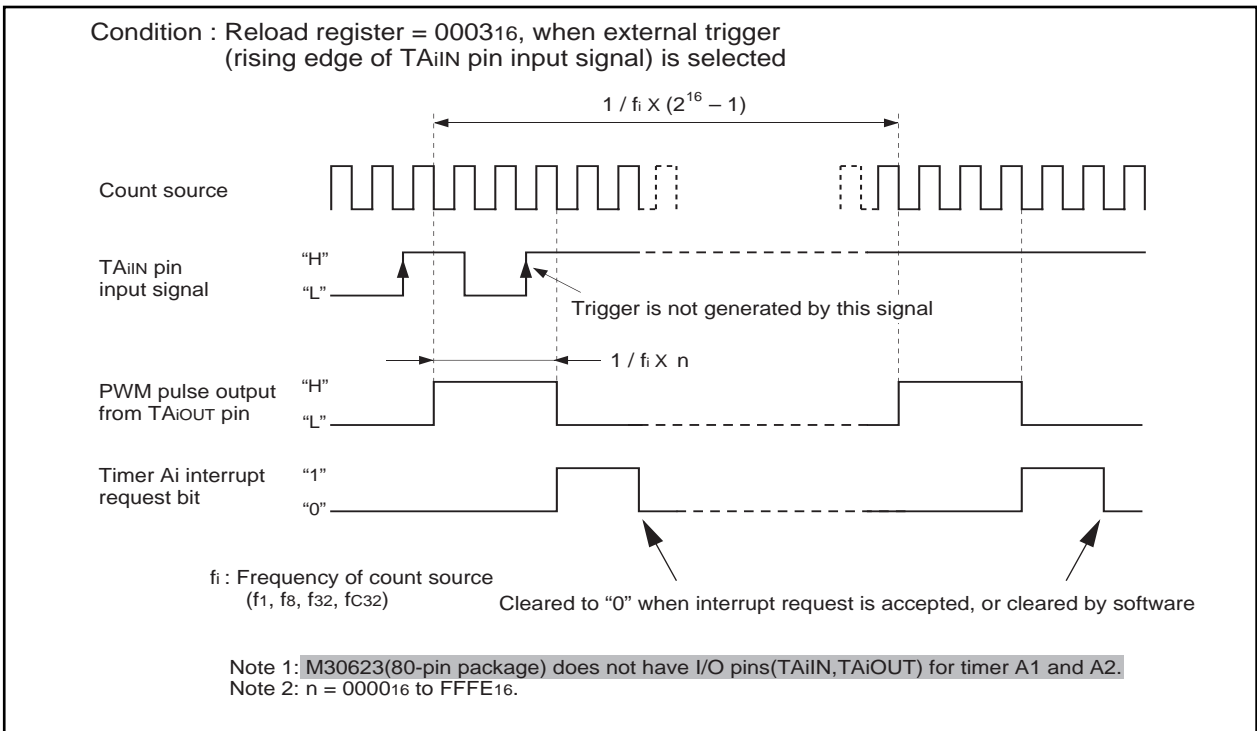 Condition : Reload register = 000316, when external trigger
(rising edge of TAiIN pin input signal) is selected
1 / fi X (2^16 – 1)
Count source
TAiIN pin
input signal
“H”
“L”
Trigger is not generated by this signal
1 / fi X n
PWM pulse output
from TAiOUT pin
“H”
“L”
Timer Ai interrupt
request bit
“1”
“0”
fi : Frequency of count source
(f1, f8, f32, fC32)
Cleared to “0” when interrupt request is accepted, or cleared by software
Note 1: M30623(80-pin package) does not have I/O pins(TAiIN,TAiOUT) for timer A1 and A2.
Note 2: n = 000016 to FFFE16.